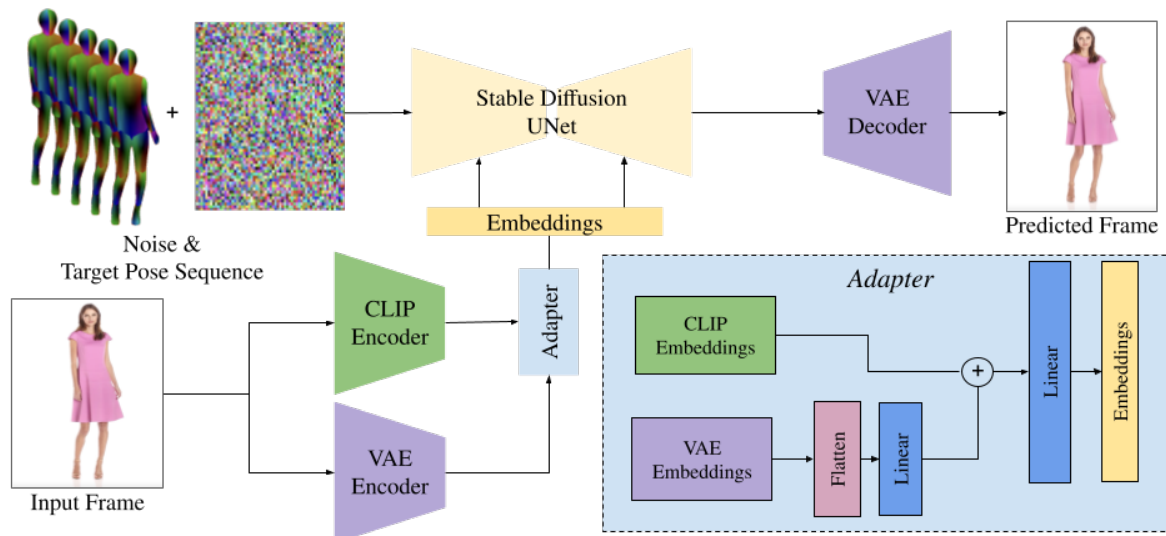 +
Stable Diffusion
UNet
VAE
Decoder
Embeddings
Predicted Frame
Noise &
Target Pose Sequence
CLIP
Encoder
Adapter
VAE
Encoder
Input Frame
Adapter
CLIP
Embeddings
+
Linear
Embeddings
VAE
Embeddings
Flatten
Linear